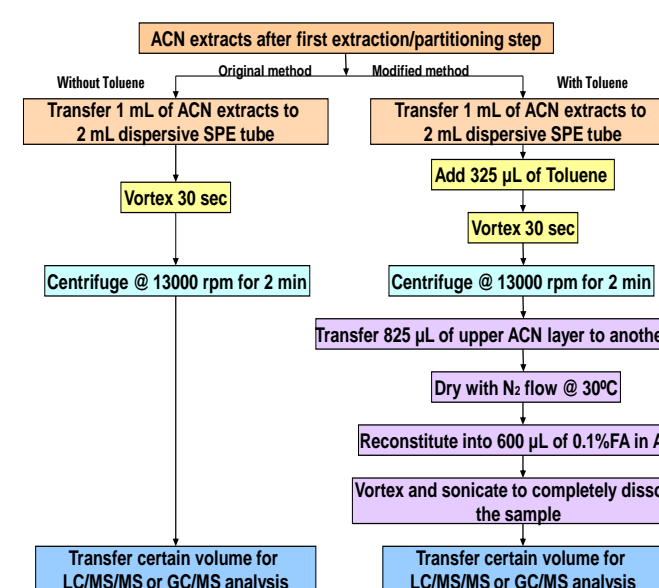 ACN extracts after first extraction/partitioning step
Original method
Modified method
Without Toluene
With Toluene
Transfer 1 mL of ACN extracts to
2 mL dispersive SPE tube
Transfer 1 mL of ACN extracts to
2 mL dispersive SPE tube
Add 325 µL of Toluene
Vortex 30 sec
Vortex 30 sec
Centrifuge @ 13000 rpm for 2 min
Centrifuge @ 13000 rpm for 2 min
Transfer 825 µL of upper ACN layer to
Dry with N₂ flow @ 30ºC
Reconstitute into 600 µL of 0.1%FA in
Vortex and sonicate to completely
the sample
Transfer certain volume for
LC/MS/MS or GC/MS analysis
Transfer certain volume for
LC/MS/MS or GC/MS analysis